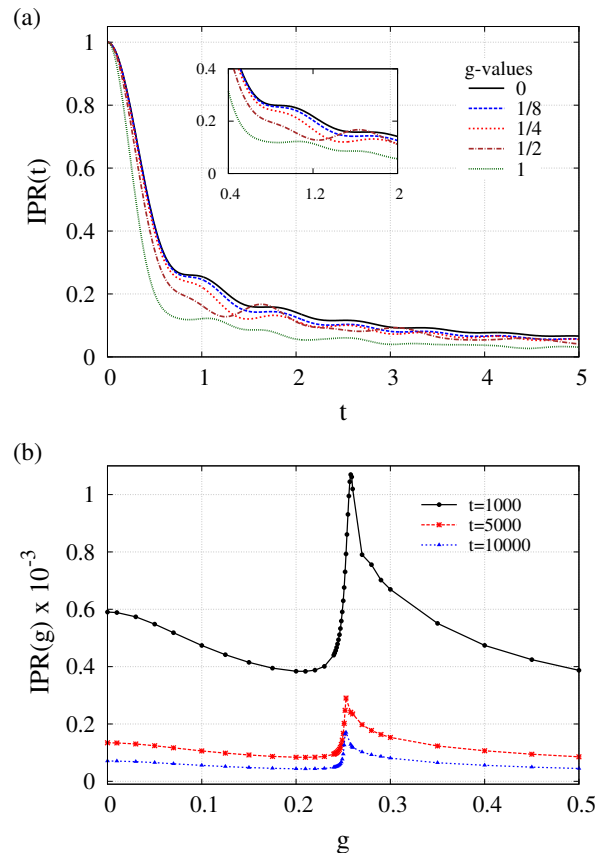 (a)
IPR(t)
1
0.8
0.6
0.4
0.2
0
0 1 2 3 4 5
t
0.4
0.2
0
0.4 1.2 2
g-values
0
1/8
1/4
1/2
1
(b)
IPR(g) x 10^-3
1
0.8
0.6
0.4
0.2
0
0 0.1 0.2 0.3 0.4 0.5
g
t=1000
t=5000
t=10000